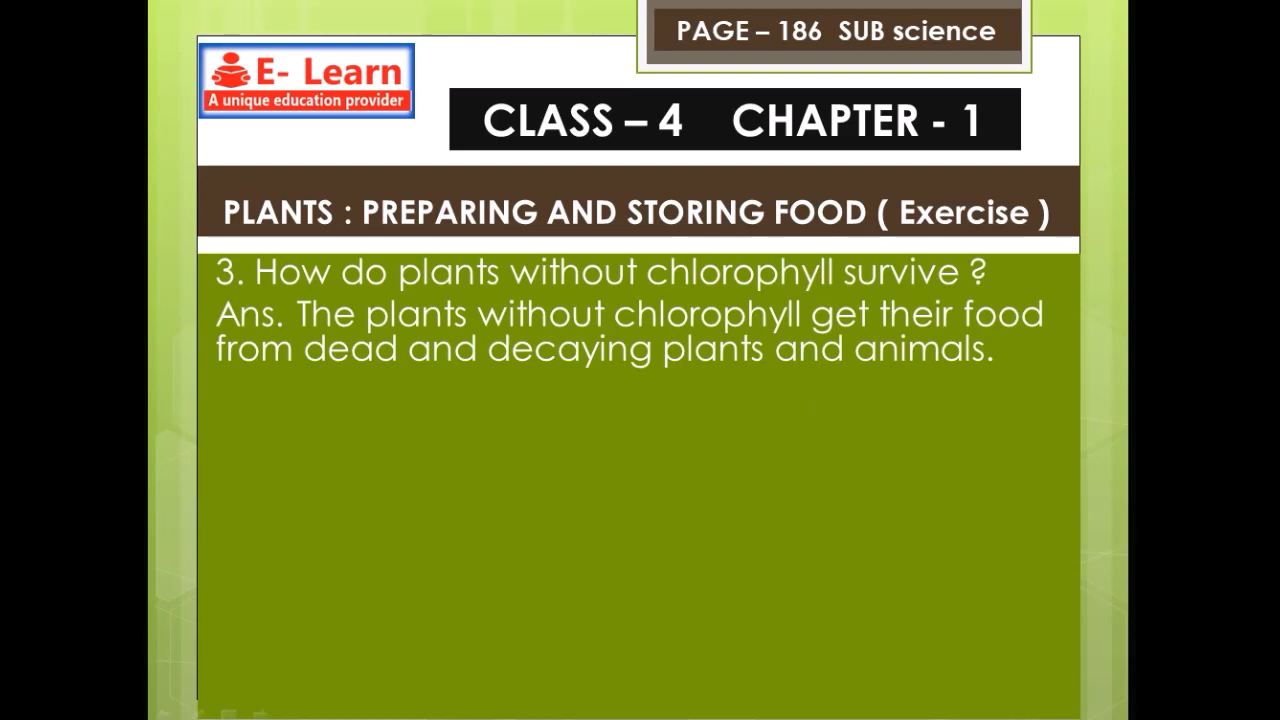 PAGE – 186 SUB science
E- Learn
A unique education provider
CLASS – 4 CHAPTER - 1
PLANTS : PREPARING AND STORING FOOD ( Exercise )
3. How do plants without chlorophyll survive ?
Ans. The plants without chlorophyll get their food
from dead and decaying plants and animals.